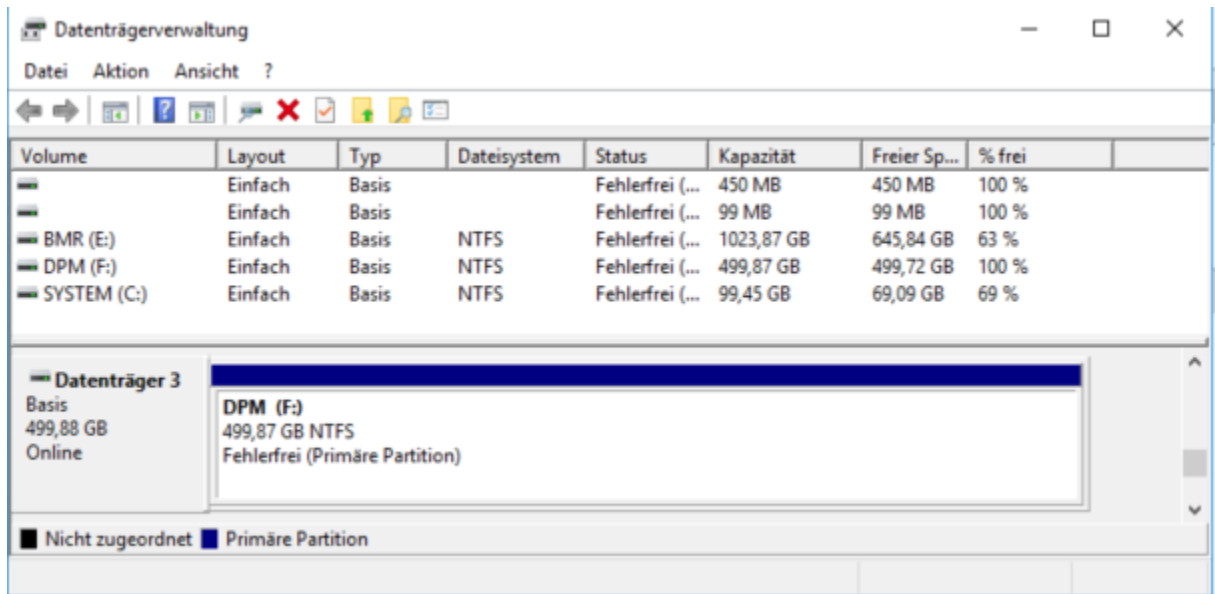 Datenträgerverwaltung
Datei Aktion Ansicht ?
Volume Layout Typ Dateisystem Status Kapazität Freier Sp... % frei
Einfach Basis Fehlerfrei (... 450 MB 450 MB 100 %
Einfach Basis Fehlerfrei (... 99 MB 99 MB 100 %
BMR (E:) Einfach Basis NTFS Fehlerfrei (... 1023,87 GB 645,84 GB 63 %
DPM (F:) Einfach Basis NTFS Fehlerfrei (... 499,87 GB 499,72 GB 100 %
SYSTEM (C:) Einfach Basis NTFS Fehlerfrei (... 99,45 GB 69,09 GB 69 %
Datenträger 3
Basis
499,88 GB
Online
DPM (F:)
499,87 GB NTFS
Fehlerfrei (Primäre Partition)
Nicht zugeordnet Primäre Partition